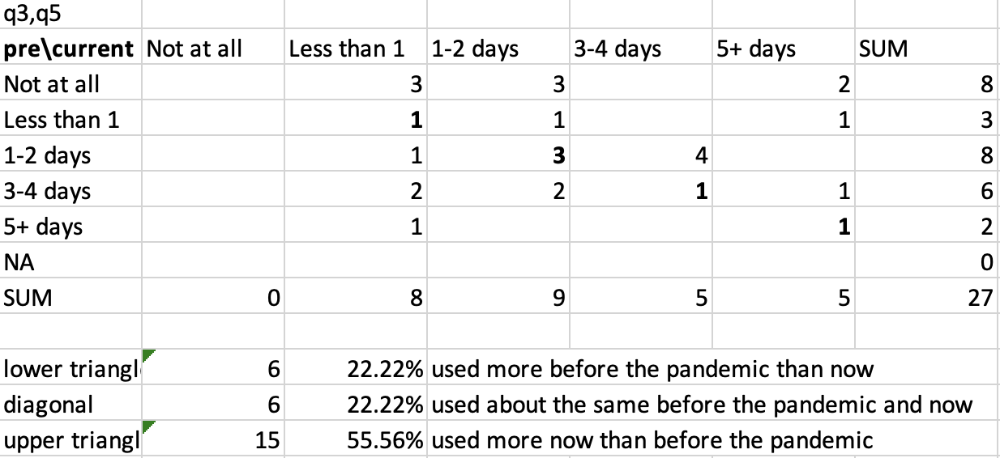 q3,q5
pre\current Not at all Less than 1 1-2 days 3-4 days 5+ days SUM
Not at all 3 3 2 8
Less than 1 1 1 1 3
1-2 days 1 3 4 8
3-4 days 2 2 1 1 6
5+ days 1 1 2
NA 0
SUM 0 8 9 5 5 27
lower triangl 6 22.22% used more before the pandemic than now
diagonal 6 22.22% used about the same before the pandemic and now
upper triangl 15 55.56% used more now than before the pandemic